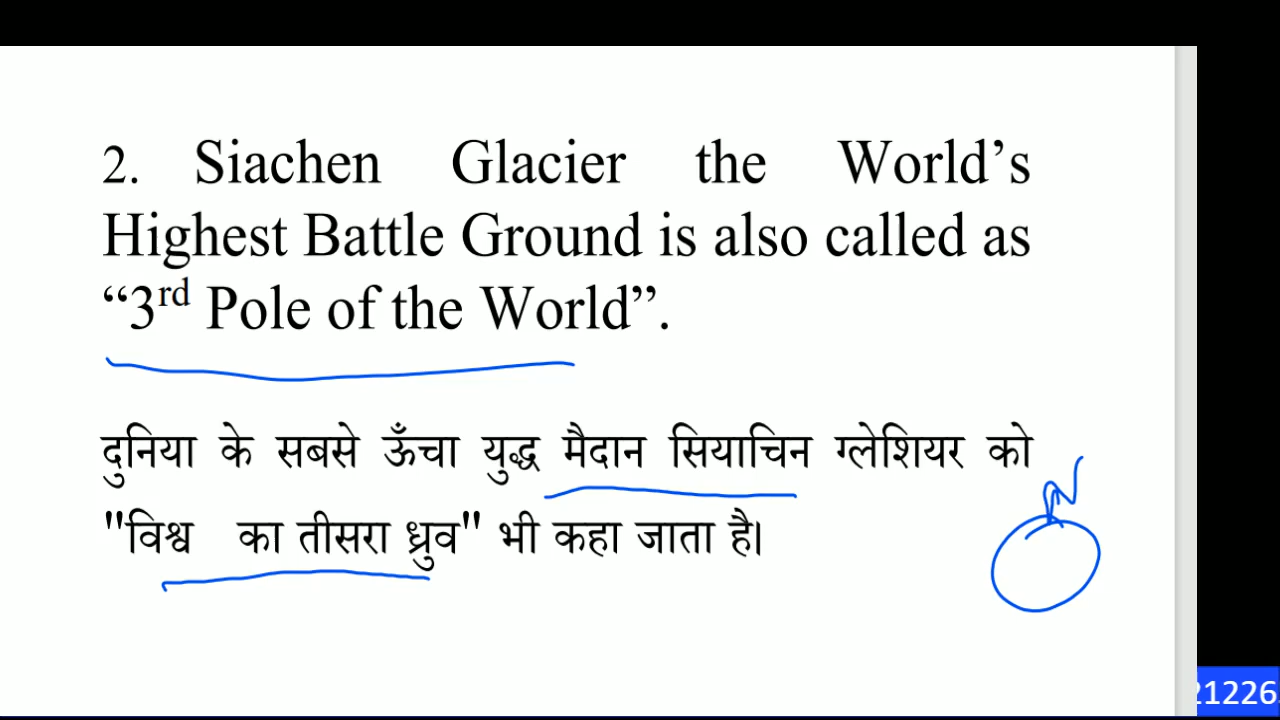 2. Siachen Glacier the World’s
Highest Battle Ground is also called as
“3rd Pole of the World”.
दुनिया के सबसे ऊँचा युद्ध मैदान सियाचिन ग्लेशियर को
"विश्व का तीसरा ध्रुव" भी कहा जाता है।
N
21226